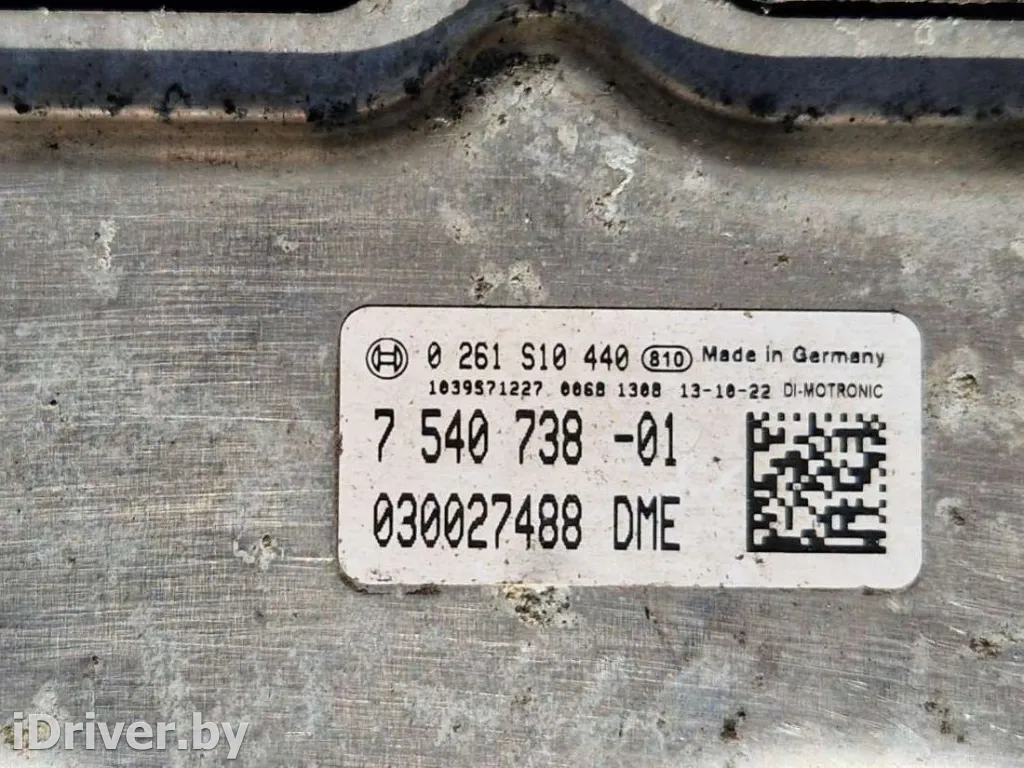 0 261 S10 440 810 Made in Germany
1039S71227 0068 1308 13-10-22 DI-MOTRONIC
7 540 738 -01
030027488 DME
iDriver.by